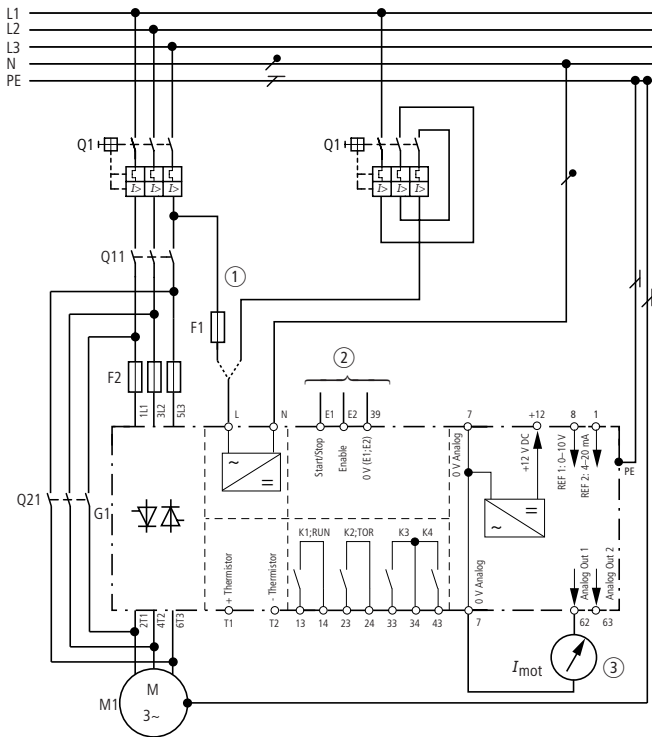 L1
L2
L3
N
PE
Q1
I> I> I>
Q1
I> I> I>
Q11
1
F1
F2
2
1L1
3L2
5L3
L
N
E1
E2
39
7
+12
8
1
Start/Stop
Enable
0 V (E1;E2)
0 V Analog
+12 V DC
REF 1: 0–10 V
REF 2: 4–20 mA
PE
~
=
=
~
Q21
G1
K1;RUN
K2;TOR
K3
K4
+ Thermistor
- Thermistor
0 V Analog
Analog Out 1
Analog Out 2
2T1
4T2
6T3
T1
T2
13
14
23
24
33
34
43
7
62
63
M1
M
3~
Imot
3